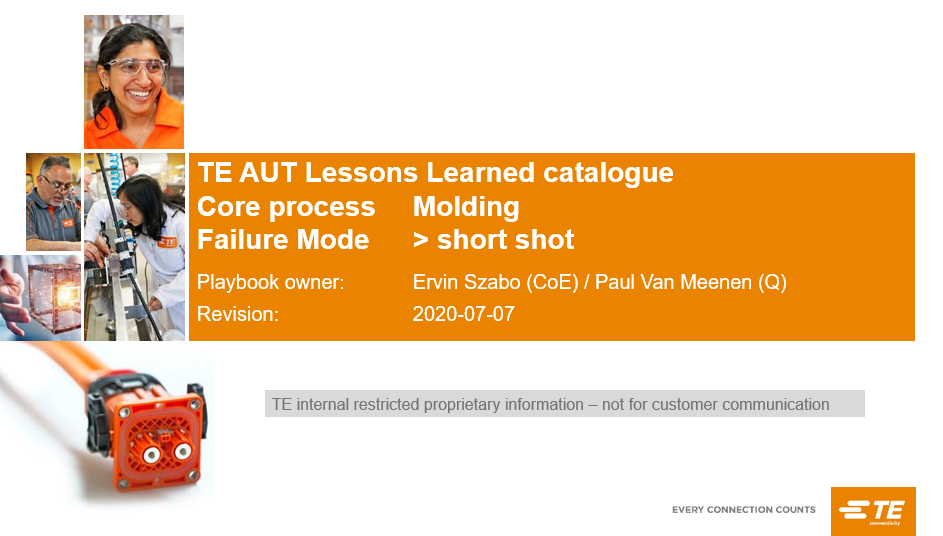 TE AUT Lessons Learned catalogue
Core process Molding
Failure Mode > short shot
Playbook owner: Ervin Szabo (CoE) / Paul Van Meenen (Q)
Revision: 2020-07-07
TE internal restricted proprietary information – not for customer communication
EVERY CONNECTION COUNTS
TE
connectivity
TE